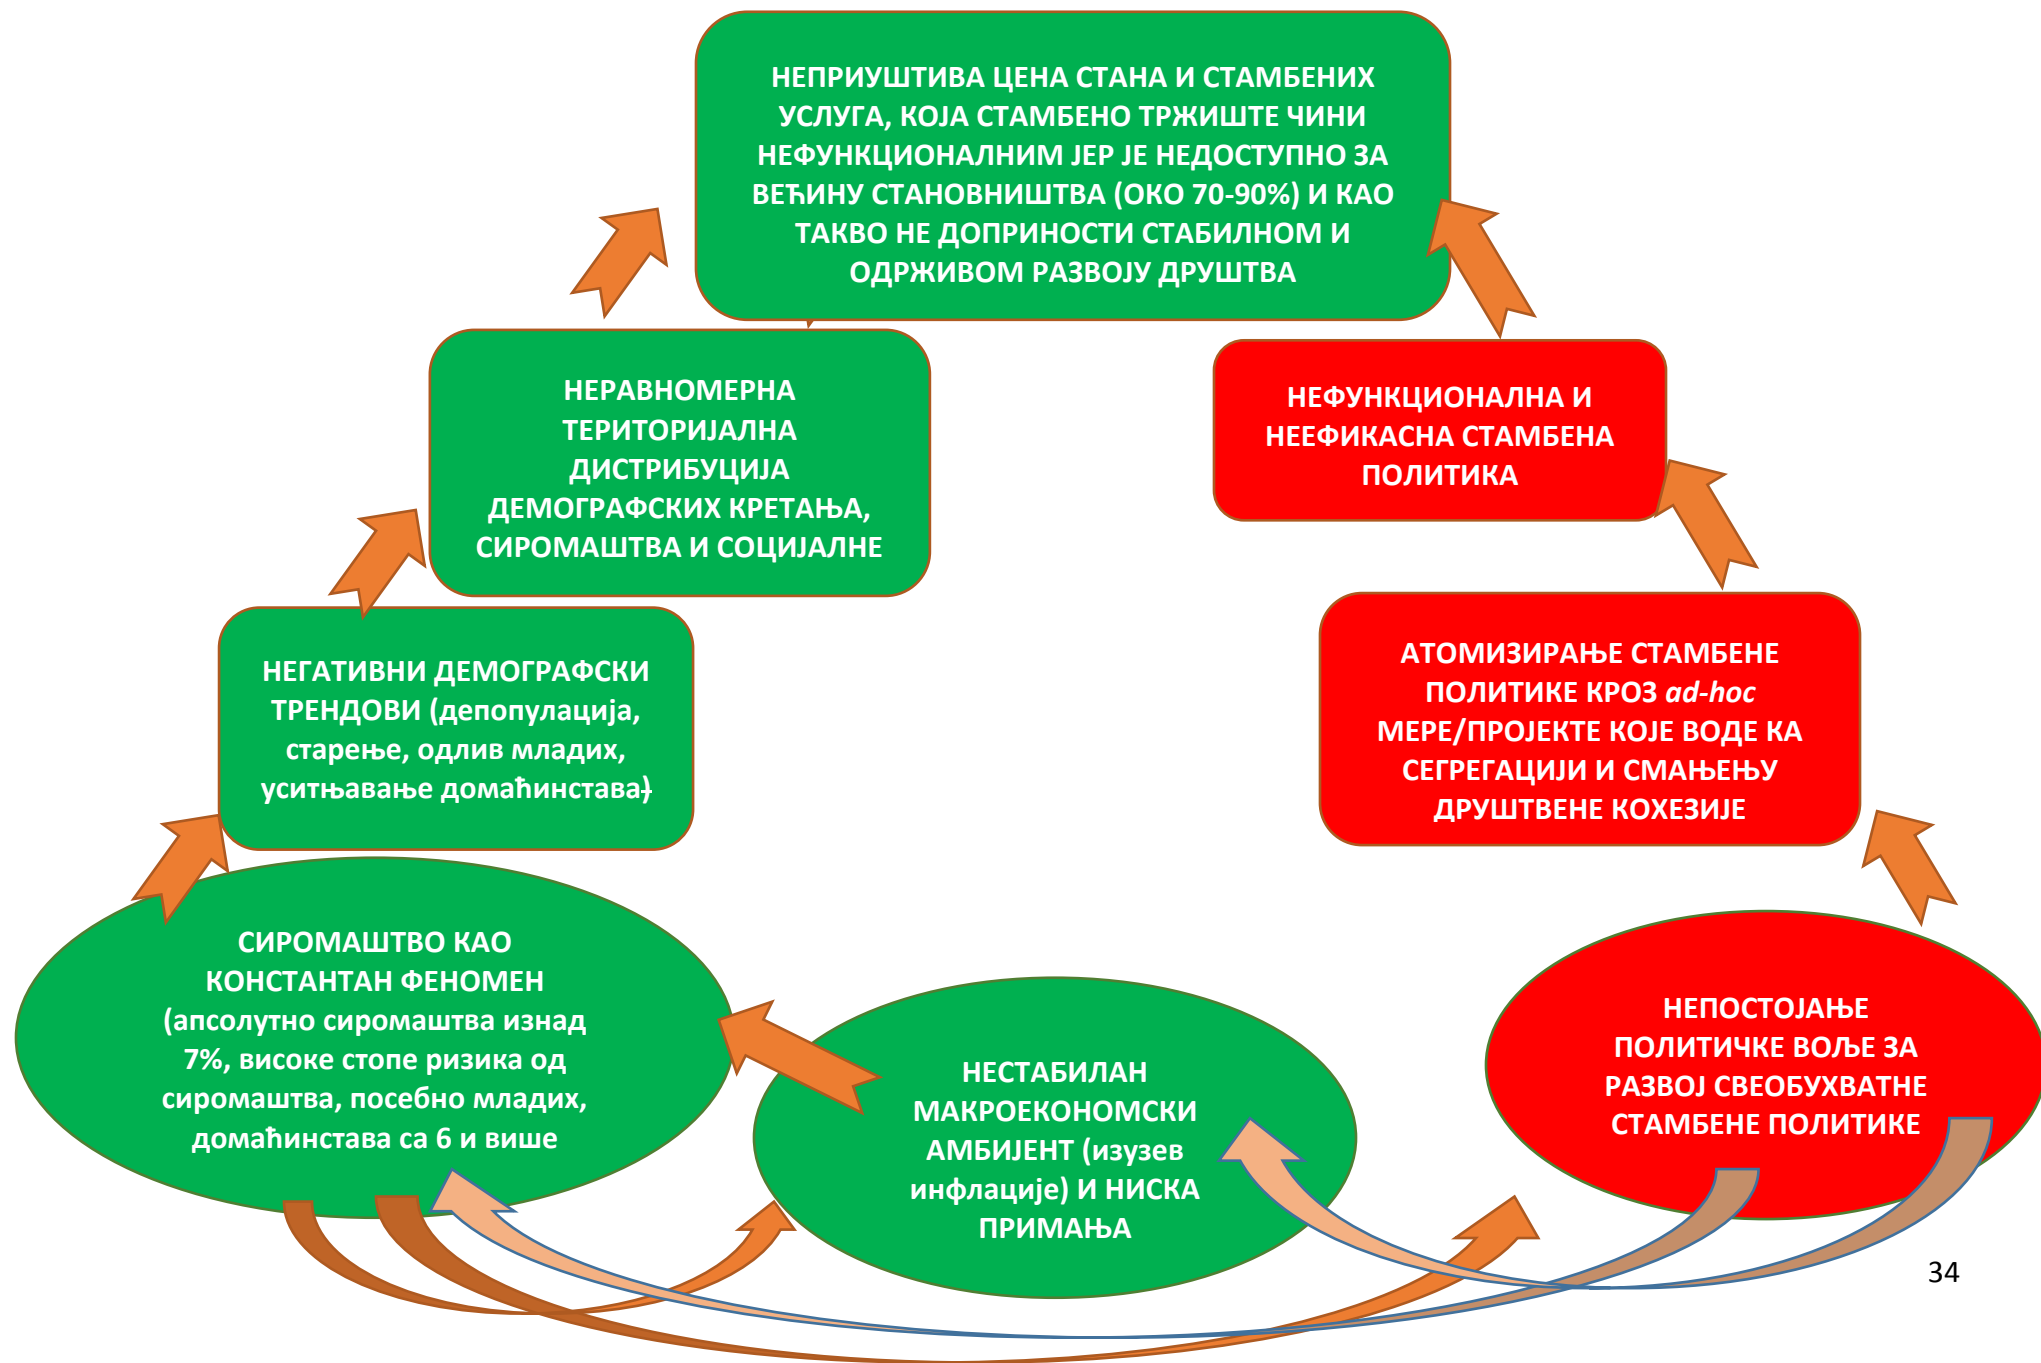 НЕПРИУШТИВА ЦЕНА СТАНА И СТАМБЕНИХ
УСЛУГА, КОЈА СТАМБЕНО ТРЖИШТЕ ЧИНИ
НЕФУНКЦИОНАЛНИМ ЈЕР ЈЕ НЕДОСТУПНО ЗА
ВЕЋИНУ СТАНОВНИШТВА (ОКО 70-90%) И КАО
ТАКВО НЕ ДОПРИНОСТИ СТАБИЛНОМ И
ОДРЖИВОМ РАЗВОЈУ ДРУШТВА
НЕРАВНОМЕРНА
ТЕРИТОРИЈАЛНА
ДИСТРИБУЦИЈА
ДЕМОГРАФСКИХ КРЕТАЊА,
СИРОМАШТВА И СОЦИЈАЛНЕ
НЕФУНКЦИОНАЛНА И
НЕЕФИКАСНА СТАМБЕНА
ПОЛИТИКА
НЕГАТИВНИ ДЕМОГРАФСКИ
ТРЕНДОВИ (депопулација,
старење, одлив младих,
уситњавање домаћинстава)
АТОМИЗИРАЊЕ СТАМБЕНЕ
ПОЛИТИКЕ КРОЗ ad-hoc
МЕРЕ/ПРОЈЕКТЕ КОЈЕ ВОДЕ КА
СЕГРЕГАЦИЈИ И СМАЊЕЊУ
ДРУШТВЕНЕ КОХЕЗИЈЕ
СИРОМАШТВО КАО
КОНСТАНТАН ФЕНОМЕН
(апсолутно сиромаштва изнад
7%, високе стопе ризика од
сиромаштва, посебно младих,
домаћинстава са 6 и више
НЕСТАБИЛАН
МАКРОЕКОНОМСКИ
АМБИЈЕНТ (изузев
инфлације) И НИСКА
ПРИМАЊА
НЕПОСТОЈАЊЕ
ПОЛИТИЧКЕ ВОЉЕ ЗА
РАЗВОЈ СВЕОБУХВАТНЕ
СТАМБЕНЕ ПОЛИТИКЕ
34